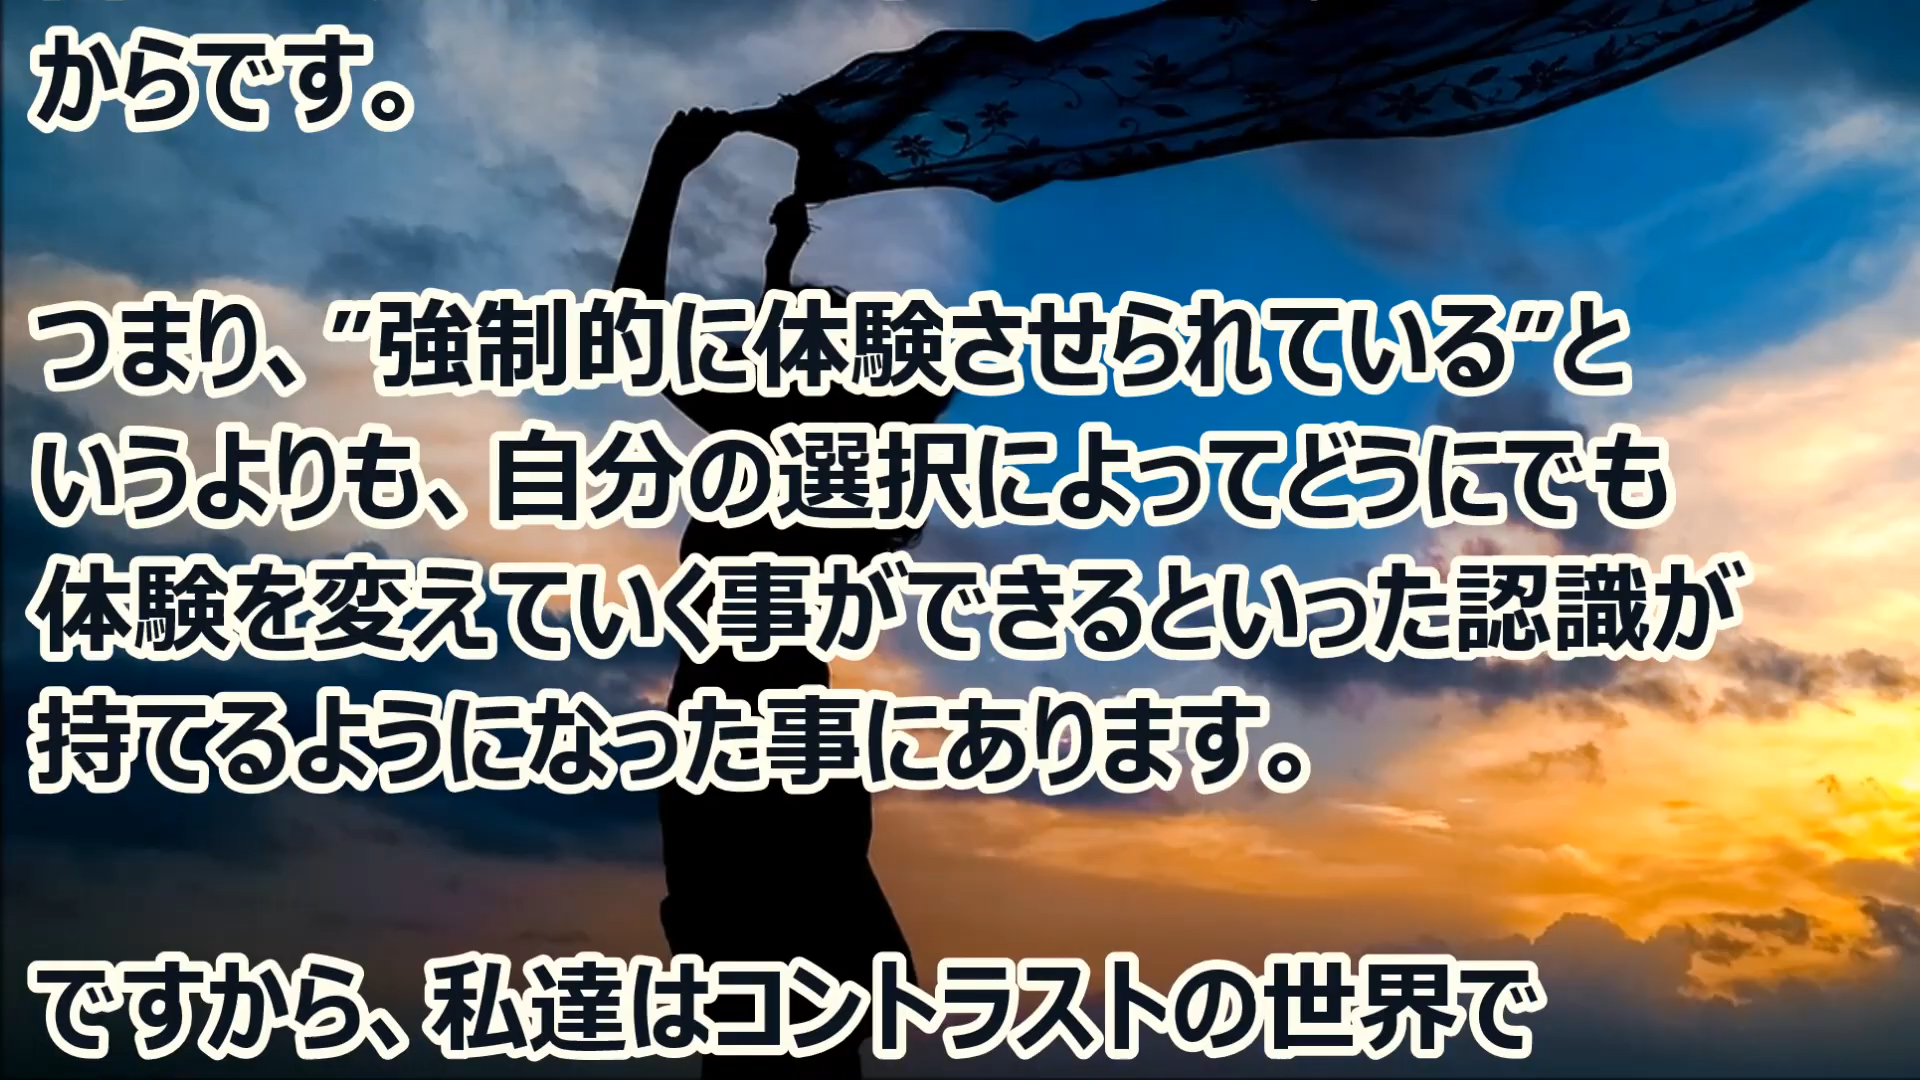 からです。
つまり、”強制的に体験させられている”と
いうよりも、自分の選択によってどうにでも
体験を変えていく事ができるといった認識が
持てるようになった事にあります。
ですから、私達はコントラストの世界で